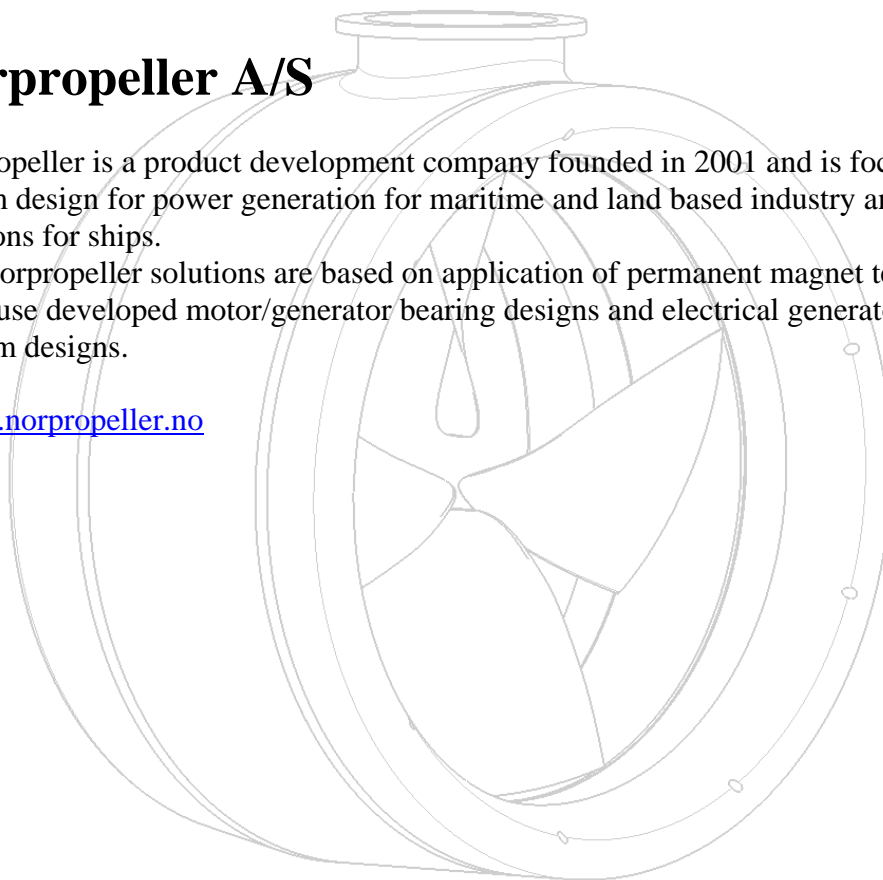 rpropeller A/S
opeller is a product development company founded in 2001 and is foc
n design for power generation for maritime and land based industry ar
ons for ships.
orpropeller solutions are based on application of permanent magnet te
use developed motor/generator bearing designs and electrical generato
m designs.
.norpropeller.no